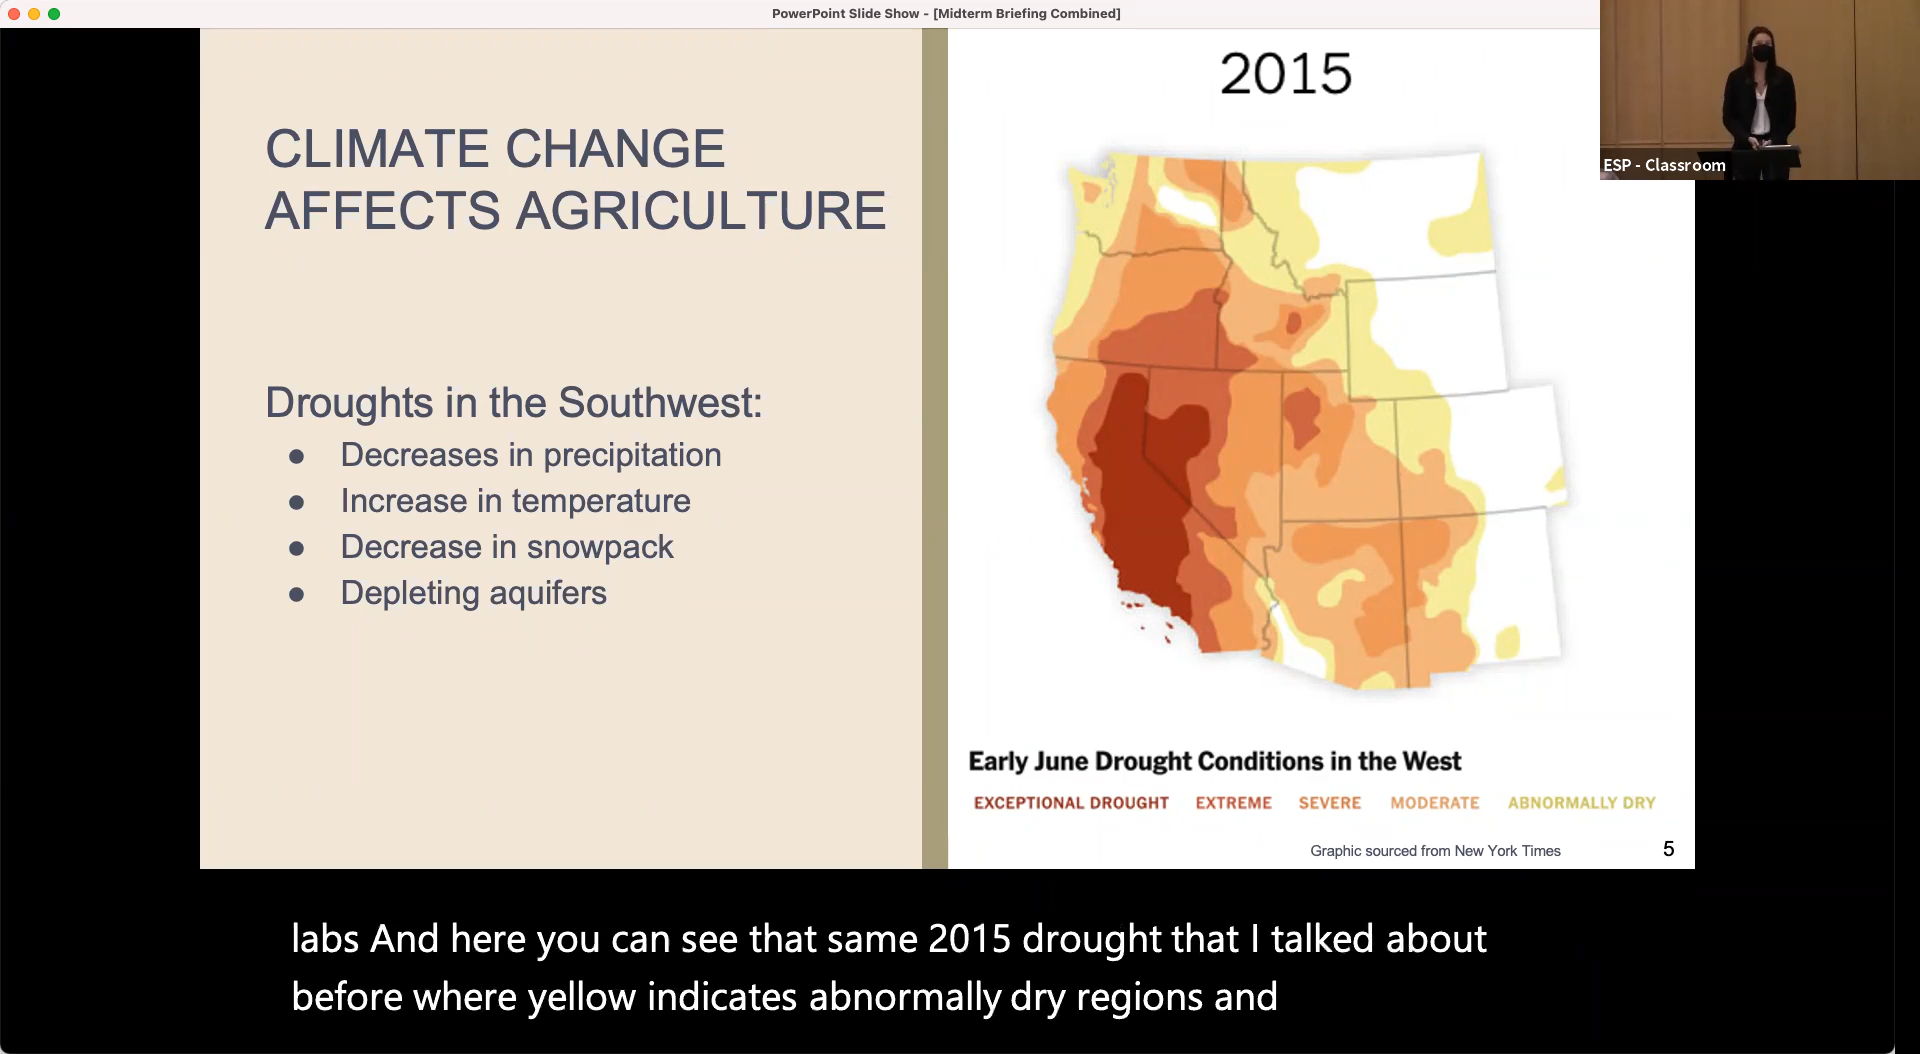 PowerPoint Slide Show - [Midterm Briefing Combined]
CLIMATE CHANGE
AFFECTS AGRICULTURE
Droughts in the Southwest:
● Decreases in precipitation
● Increase in temperature
● Decrease in snowpack
● Depleting aquifers
2015
ESP - Classroom
Early June Drought Conditions in the West
EXCEPTIONAL DROUGHT EXTREME SEVERE MODERATE ABNORMALLY DRY
Graphic sourced from New York Times
5
labs And here you can see that same 2015 drought that I talked about
before where yellow indicates abnormally dry regions and